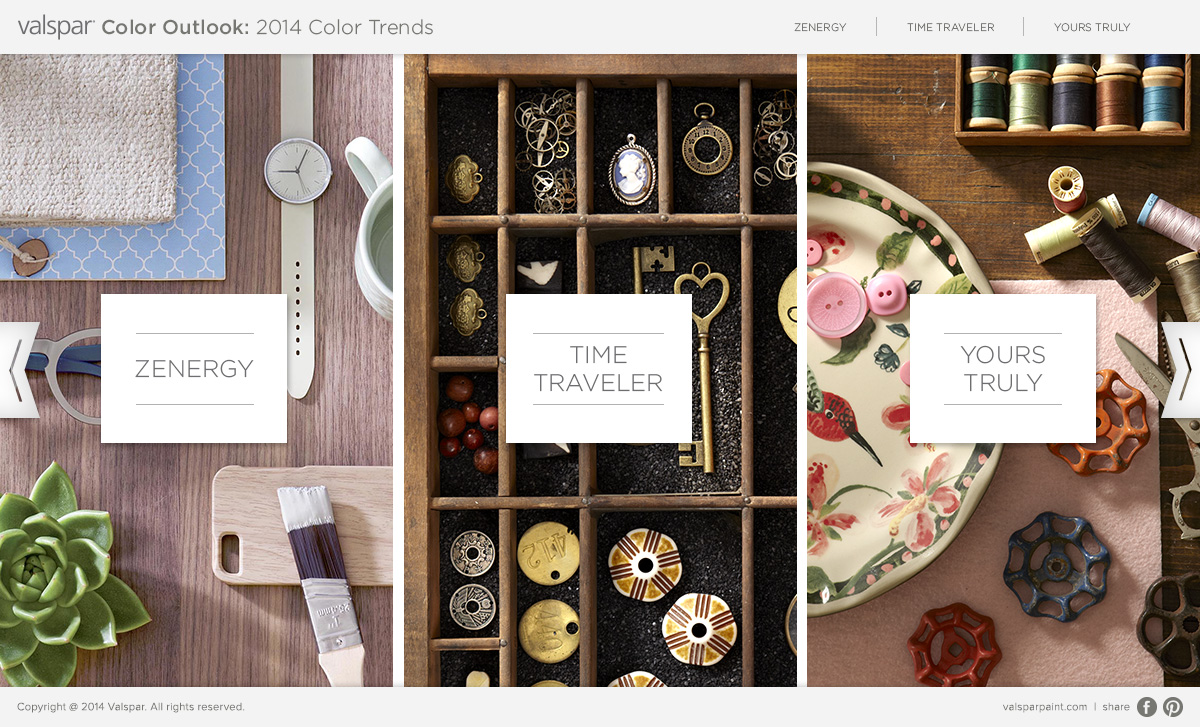 valspar Color Outlook: 2014 Color Trends
ZENERGY
TIME TRAVELER
YOURS TRULY
ZENERGY
TIME
TRAVELER
YOURS
TRULY
Copyright @ 2014 Valspar. All rights reserved.
valsparpaint.com | share